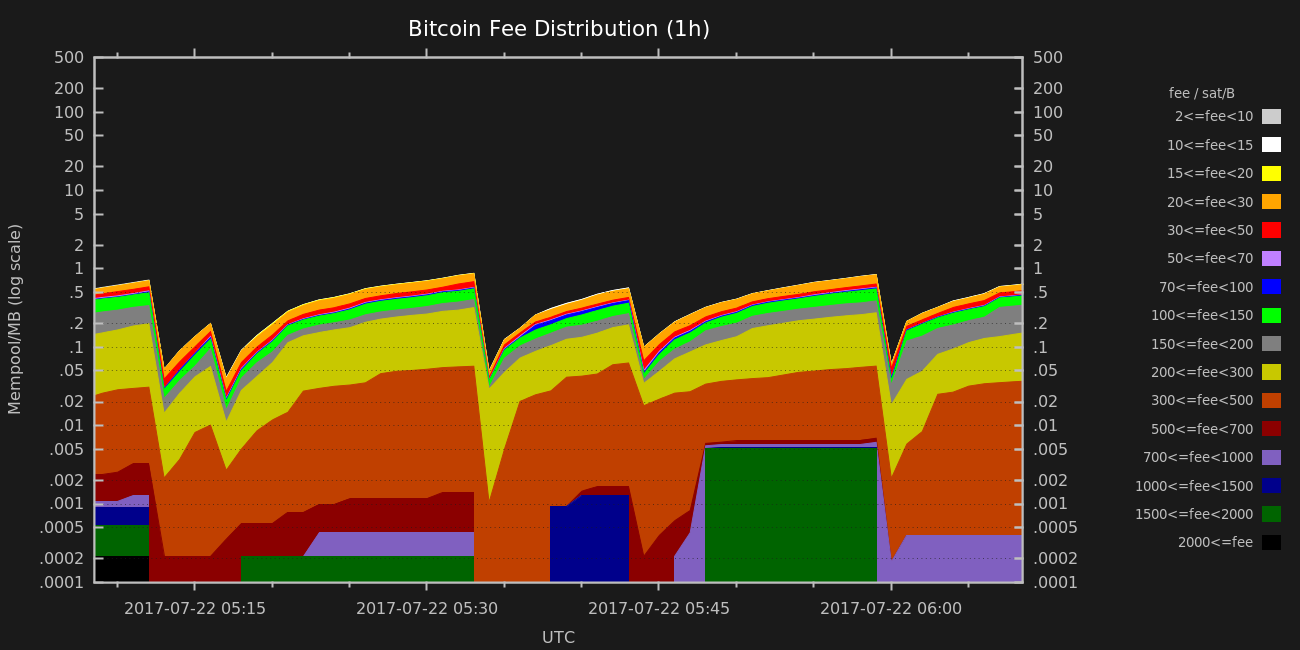 Bitcoin Fee Distribution (1h)
500 500
200 200
100 100
50 50
20 20
10 10
5 5
2 2
1 1
.5 .5
.2 .2
.1 .1
.05 .05
.02 .02
.01 .01
.005 .005
.002 .002
.001 .001
.0005 .0005
.0002 .0002
.0001 .0001
Mempool/MB (log scale)
2017-07-22 05:15 2017-07-22 05:30 2017-07-22 05:45 2017-07-22 06:00
UTC
fee / sat/B
2<=fee<10
10<=fee<15
15<=fee<20
20<=fee<30
30<=fee<50
50<=fee<70
70<=fee<100
100<=fee<150
150<=fee<200
200<=fee<300
300<=fee<500
500<=fee<700
700<=fee<1000
1000<=fee<1500
1500<=fee<2000
2000<=fee